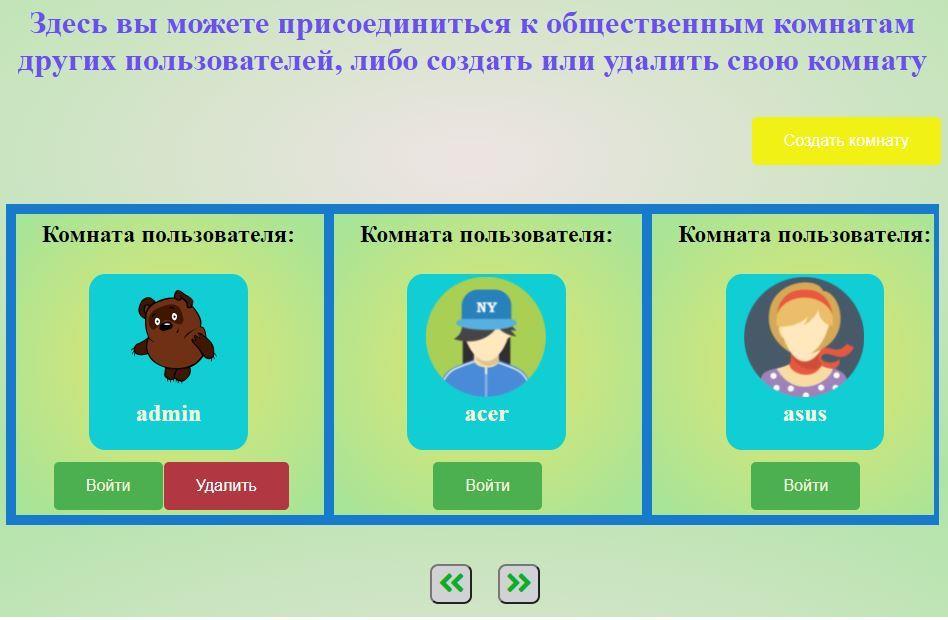 Здесь вы можете присоединиться к общественным комнатам
других пользователей, либо создать или удалить свою комнату
Создать комнату
Комната пользователя:
NY
admin
Войти
Удалить
Комната пользователя:
acer
Войти
Комната пользователя:
asus
Войти